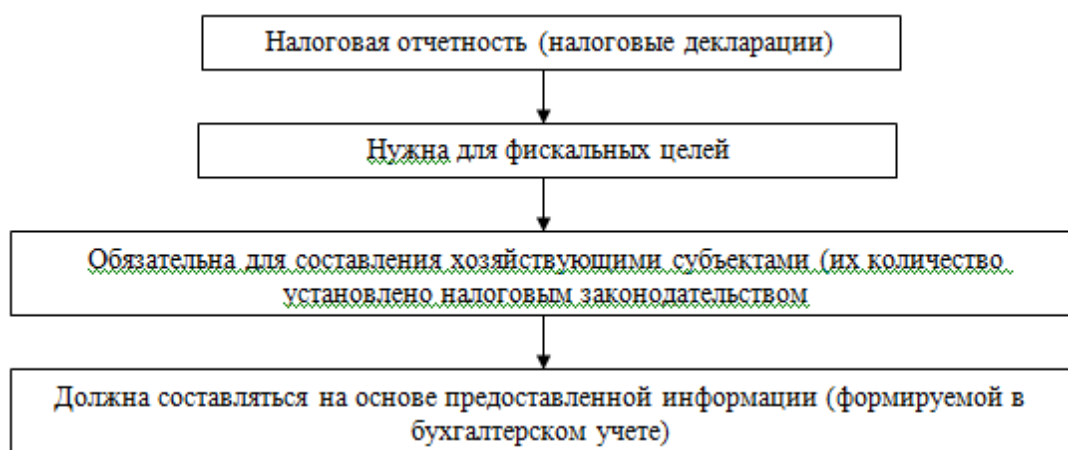 Налоговая отчетность (налоговые декларации)
Нужна для фискальных целей
Обязательна для составления хозяйствующими субъектами (их количество
установлено налоговым законодательством
Должна составляться на основе предоставленной информации (формируемой в
бухгалтерском учете)